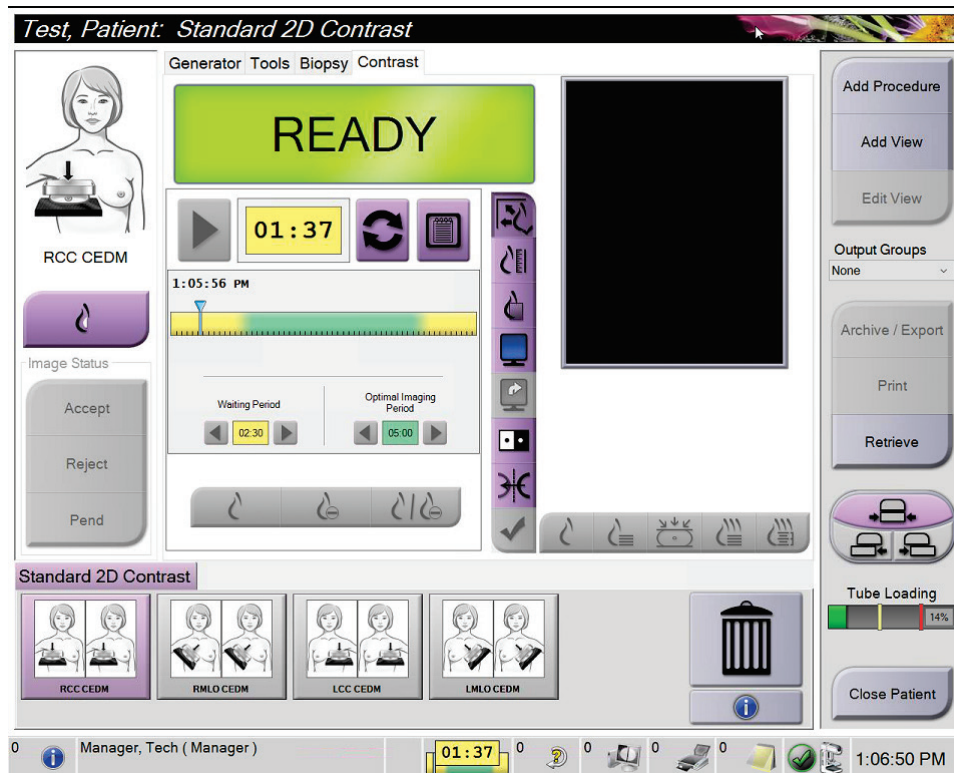 Test, Patient: Standard 2D Contrast
Generator Tools Biopsy Contrast
READY
01:37
1:05:56 PM
Waiting Period
Optimal Imaging
Period
02:30
05:00
RCC CEDM
Image Status
Accept
Reject
Pend
Add Procedure
Add View
Edit View
Output Groups
None
Archive / Export
Print
Retrieve
Tube Loading
14%
Close Patient
Standard 2D Contrast
RCC CEDM
RMLO CEDM
LCC CEDM
LMLO CEDM
0
Manager, Tech ( Manager )
01:37
0
0
0
0
1:06:50 PM